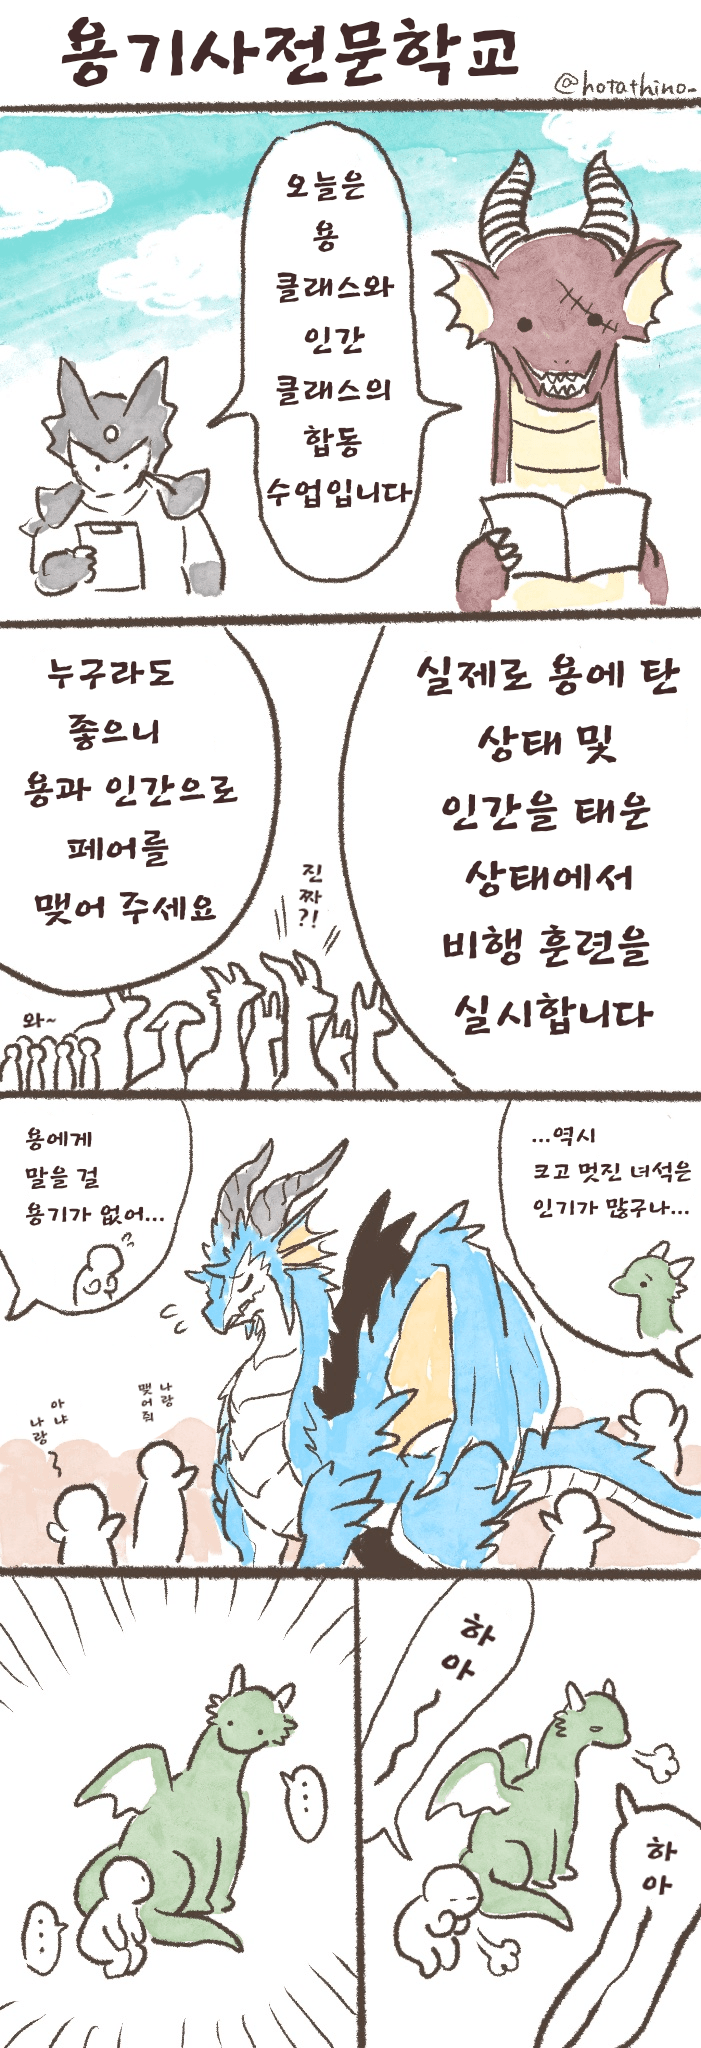 용기사전문학교
@hotathino_
오늘은
용
클래스와
인간
클래스의
합동
수업입니다
실제로 용에 탄
상태 및
인간을 태운
상태에서
비행 훈련을
실시합니다
누구라도
좋으니
용과 인간으로
페어를
맺어 주세요
진
짜
?!
와~
...역시
크고 멋진 녀석은
인기가 많구나...
용에게
말을 걸
용기가 없어...
나랑
맺어줘
아냐
나랑
하
아
하
아
...
...